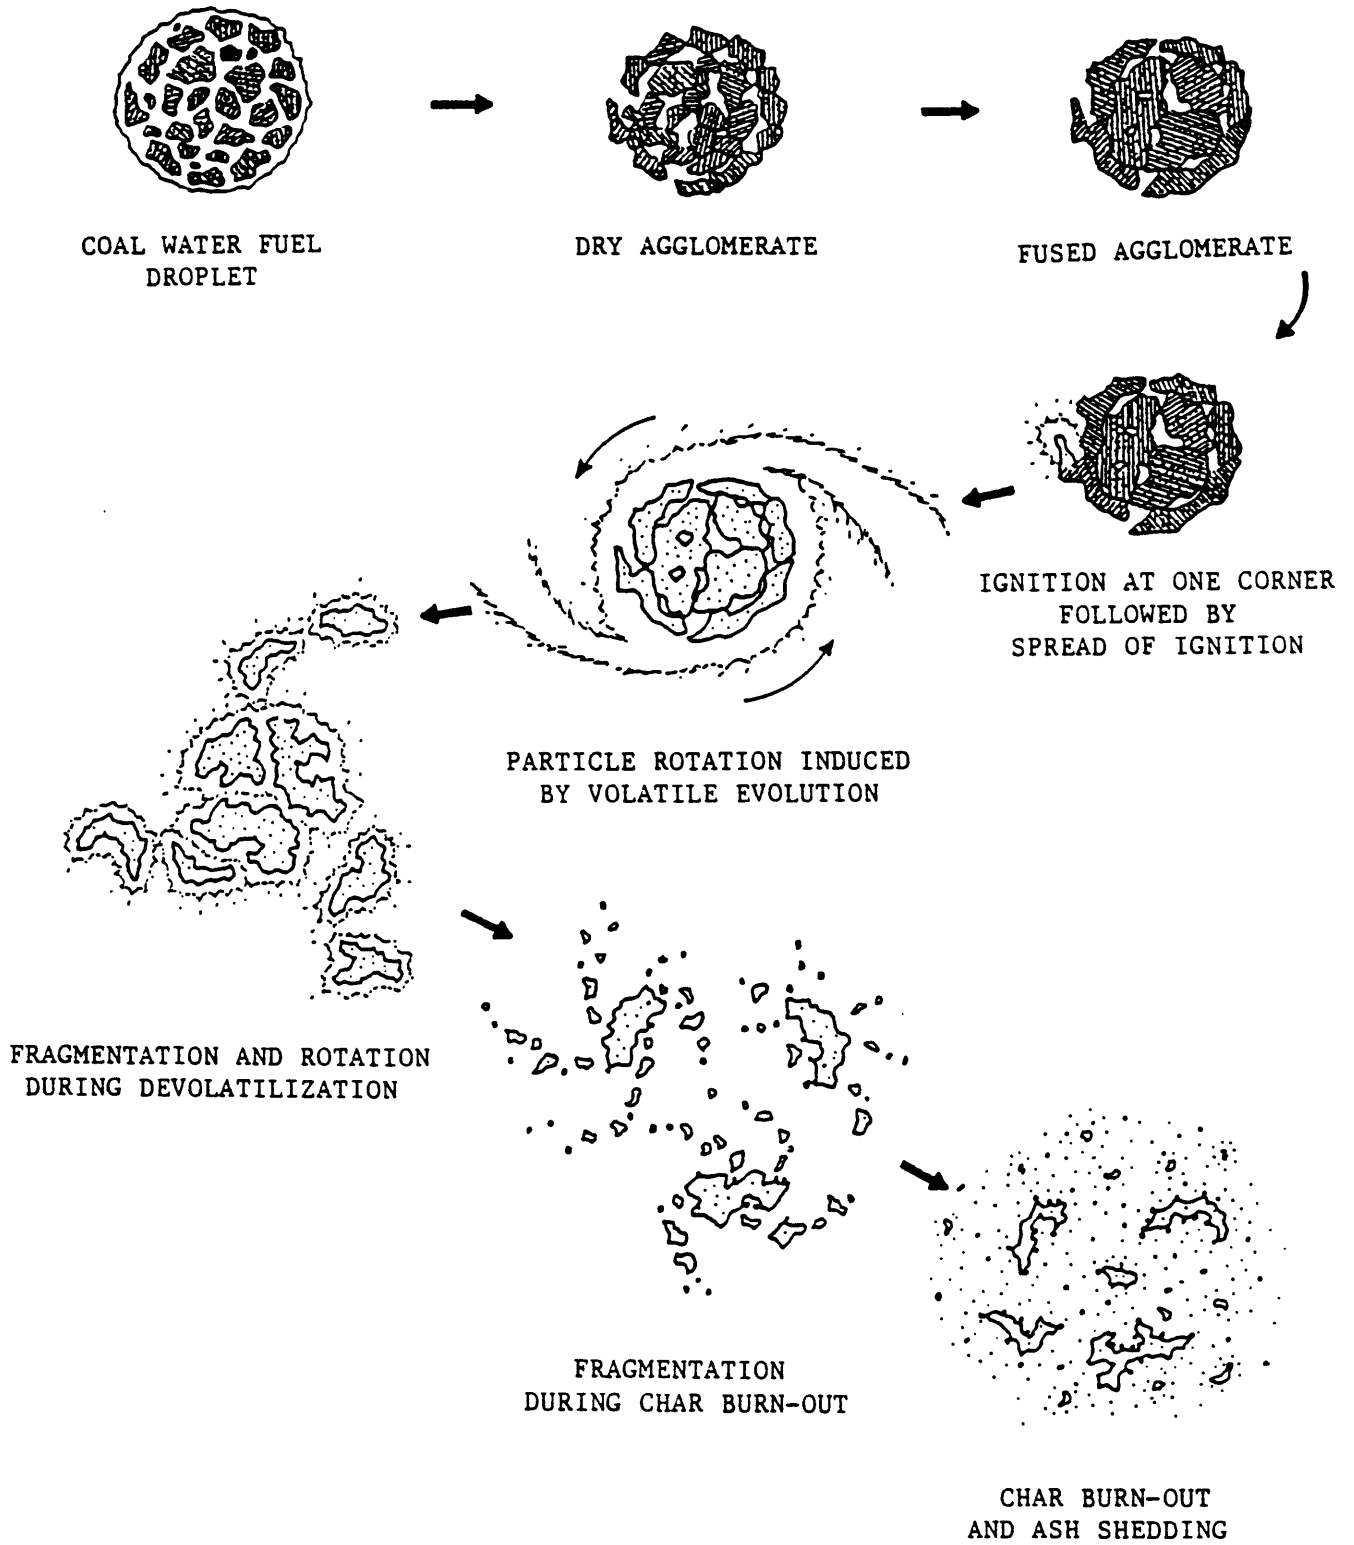 COAL WATER FUEL
DROPLET
DRY AGGLOMERATE
FUSED AGGLOMERATE
IGNITION AT ONE CORNER
FOLLOWED BY
SPREAD OF IGNITION
PARTICLE ROTATION INDUCED
BY VOLATILE EVOLUTION
FRAGMENTATION AND ROTATION
DURING DEVOLATILIZATION
FRAGMENTATION
DURING CHAR BURN-OUT
CHAR BURN-OUT
AND ASH SHEDDING